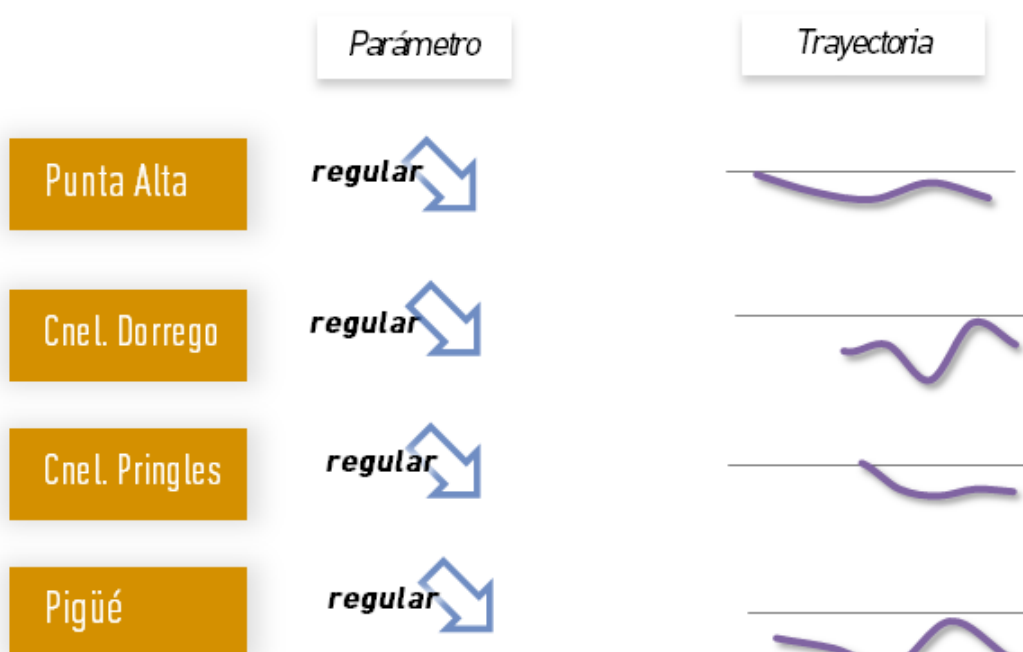 Parámetro Trayectoria
Punta Alta regular
Cnel. Dorrego regular
Cnel. Pringles regular
Pigüé regular